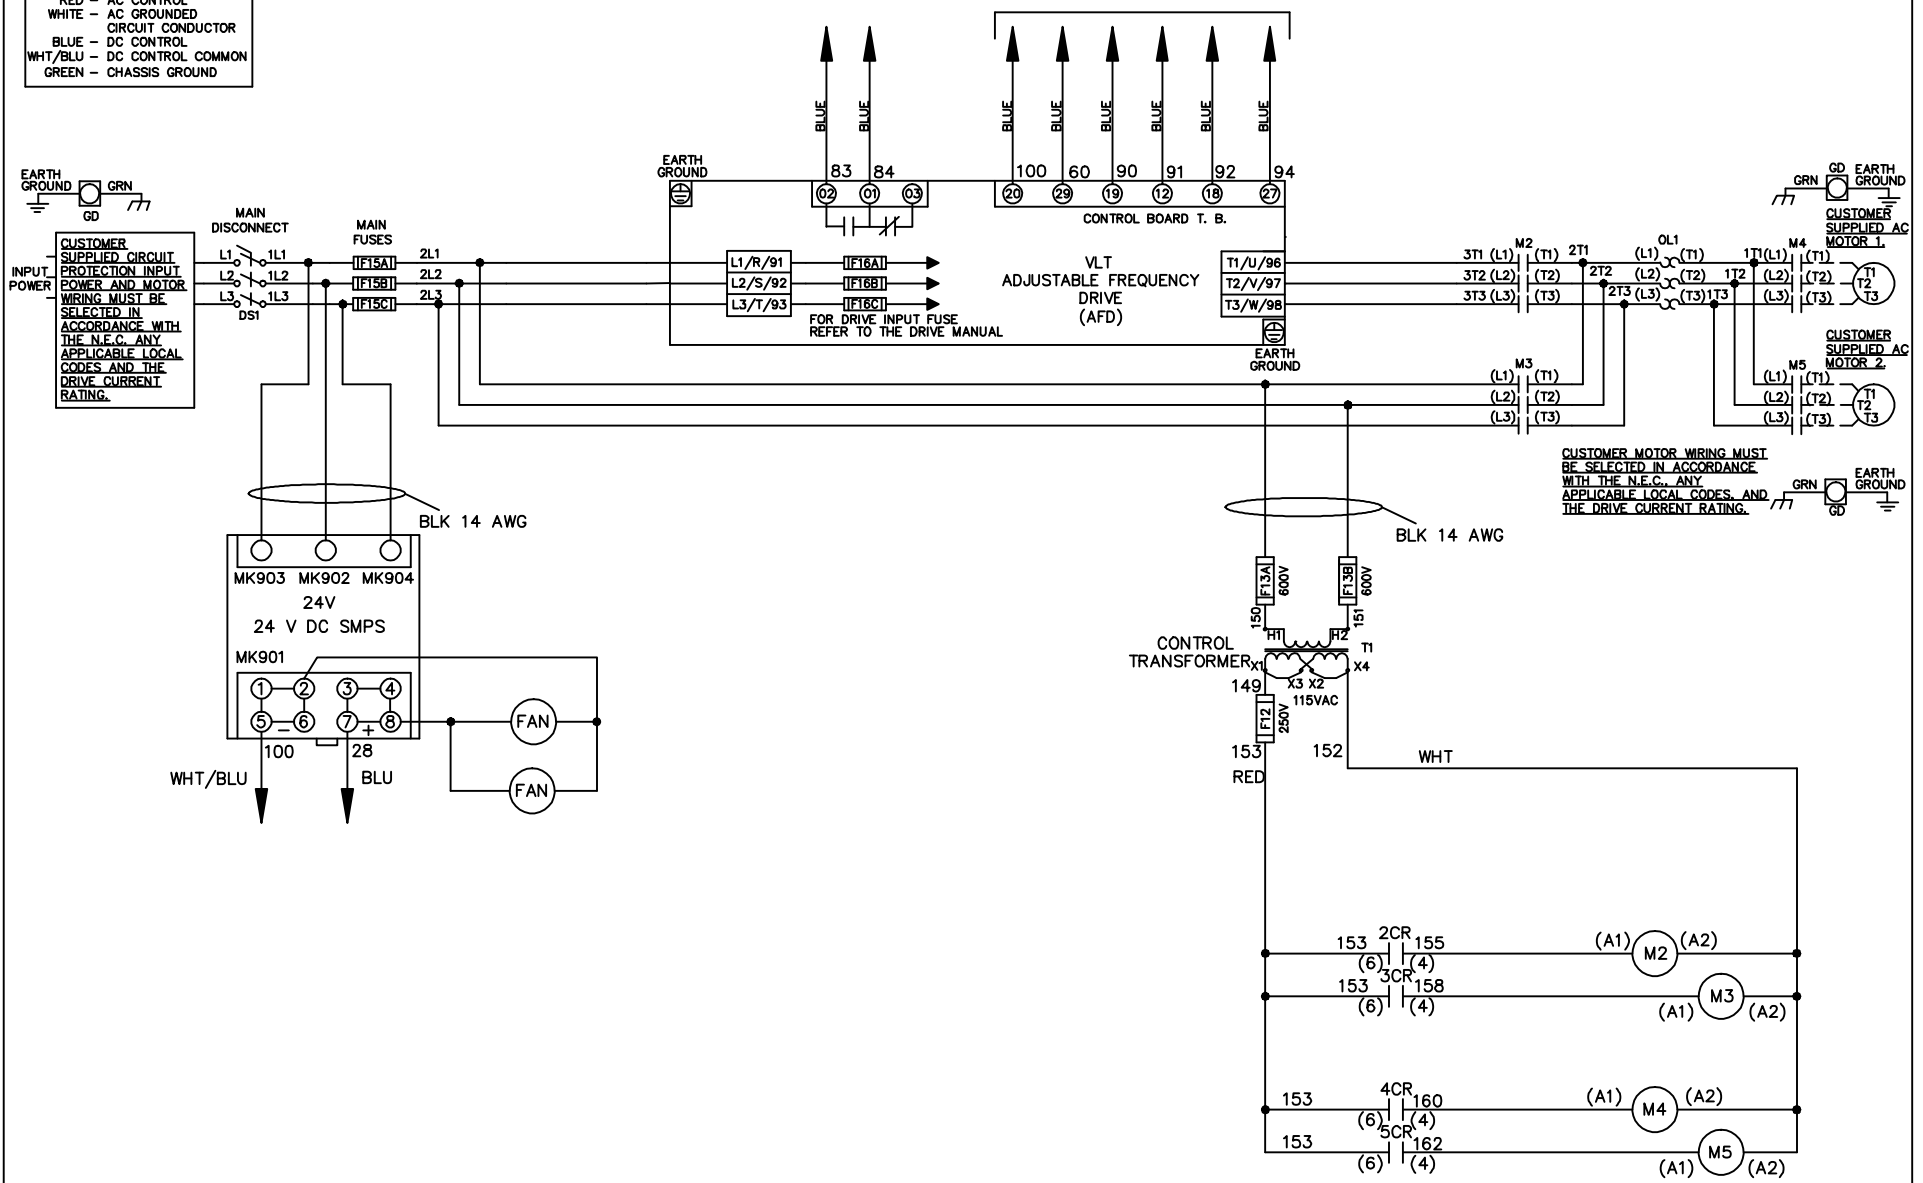 RED – AC CONTROL
WHITE – AC GROUNDED
CIRCUIT CONDUCTOR
BLUE – DC CONTROL
WHT/BLU – DC CONTROL COMMON
GREEN – CHASSIS GROUND
BLUE
BLUE
BLUE
BLUE
BLUE
BLUE
BLUE
BLUE
EARTH
GROUND
GRN
GD
MAIN
DISCONNECT
MAIN
FUSES
EARTH
GROUND
83
84
100
60
90
91
92
94
02
01
03
20
29
19
12
18
27
CONTROL BOARD T. B.
GD
EARTH
GROUND
GRN
CUSTOMER
SUPPLIED AC
MOTOR 1.
INPUT
POWER
CUSTOMER
SUPPLIED CIRCUIT
PROTECTION INPUT
POWER AND MOTOR
WIRING MUST BE
SELECTED IN
ACCORDANCE WITH
THE N.E.C. ANY
APPLICABLE LOCAL
CODES AND THE
DRIVE CURRENT
RATING.
L1
1L1
L2
1L2
L3
1L3
DS1
F15A
2L1
F15B
2L2
F15C
2L3
L1/R/91
F16A
L2/S/92
F16B
L3/T/93
F16C
FOR DRIVE INPUT FUSE
REFER TO THE DRIVE MANUAL
VLT
ADJUSTABLE FREQUENCY
DRIVE
(AFD)
T1/U/96
T2/V/97
T3/W/98
EARTH
GROUND
M2
3T1 (L1) (T1) 2T1
3T2 (L2) (T2) 2T2
3T3 (L3) (T3) 2T3
OL1
(L1) (T1) 1T1
(L2) (T2) 1T2
(L3) (T3) 1T3
M4
(L1) (T1)
(L2) (T2)
(L3) (T3)
T1
T2
T3
CUSTOMER
SUPPLIED AC
MOTOR 2.
M3
(L1) (T1)
(L2) (T2)
(L3) (T3)
M5
(L1) (T1)
(L2) (T2)
(L3) (T3)
T1
T2
T3
CUSTOMER MOTOR WIRING MUST
BE SELECTED IN ACCORDANCE
WITH THE N.E.C., ANY
APPLICABLE LOCAL CODES, AND
THE DRIVE CURRENT RATING.
GRN
EARTH
GROUND
GD
BLK 14 AWG
BLK 14 AWG
MK903 MK902 MK904
24V
24 V DC SMPS
MK901
1 2 3 4
5 6 7 8
– +
100
28
WHT/BLU
BLU
FAN
FAN
F13A
600V
F13B
600V
150
151
H1
H2
T1
CONTROL
TRANSFORMER
X1
X4
X3 X2
149
115VAC
F12
250V
153
RED
152
WHT
2CR
153
155
(6)
(4)
(A1)
M2
(A2)
3CR
153
158
(6)
(4)
(A1)
M3
(A2)
4CR
153
160
(6)
(4)
(A1)
M4
(A2)
5CR
153
162
(6)
(4)
(A1)
M5
(A2)